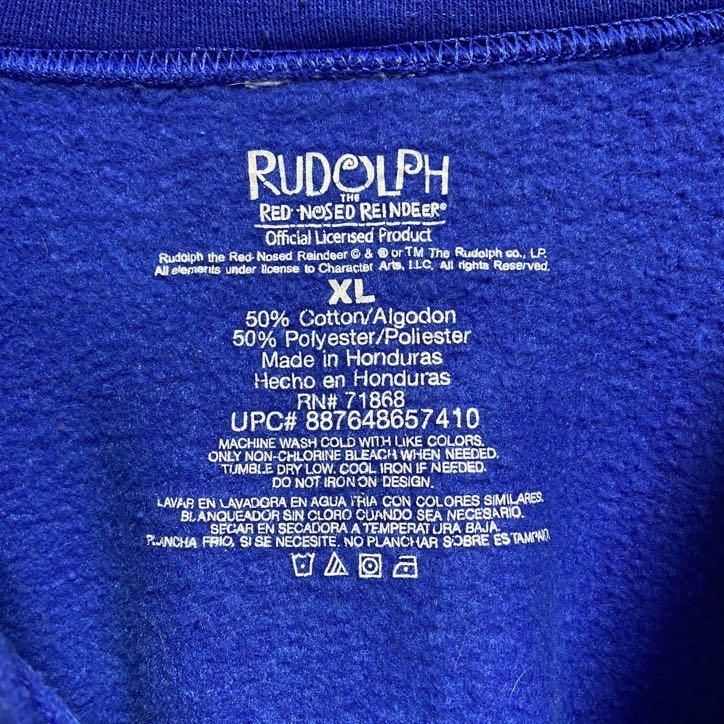 RUDOLPH
THE
RED-NOSED REINDEER®
Official Licensed Product
Rudolph the Red-Nosed Reindeer © & ® or TM The Rudolph co., LP.
All elements under license to Character Arts, LLC. All rights Reserved.
XL
50% Cotton/Algodon
50% Polyester/Poliester
Made in Honduras
Hecho en Honduras
RN# 71868
UPC# 887648657410
MACHINE WASH COLD WITH LIKE COLORS.
ONLY NON-CHLORINE BLEACH WHEN NEEDED.
TUMBLE DRY LOW. COOL IRON IF NEEDED.
DO NOT IRON ON DESIGN.
LAVAR EN LAVADORA EN AGUA FRIA CON COLORES SIMILARES.
BLANQUEADOR SIN CLORO CUANDO SEA NECESARIO.
SECAR EN SECADORA A TEMPERATURA BAJA.
PLANCHA FRIO, SI SE NECESITE. NO PLANCHAR SOBRE ESTAMPADO.